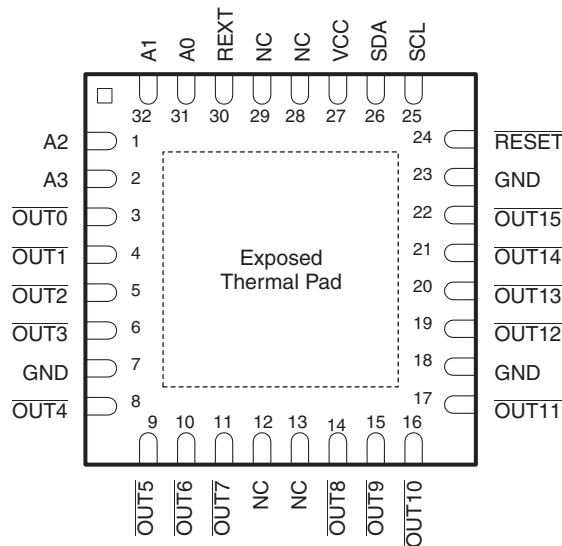 A1 A0 REXT NC NC VCC SDA SCL
32 31 30 29 28 27 26 25
A2 1 24 RESET
A3 2 23 GND
OUT0 3 22 OUT15
OUT1 4 21 OUT14
OUT2 5 20 OUT13
OUT3 6 19 OUT12
GND 7 18 GND
OUT4 8 17 OUT11
Exposed
Thermal Pad
9 10 11 12 13 14 15 16
OUT5 OUT6 OUT7 NC NC OUT8 OUT9 OUT10